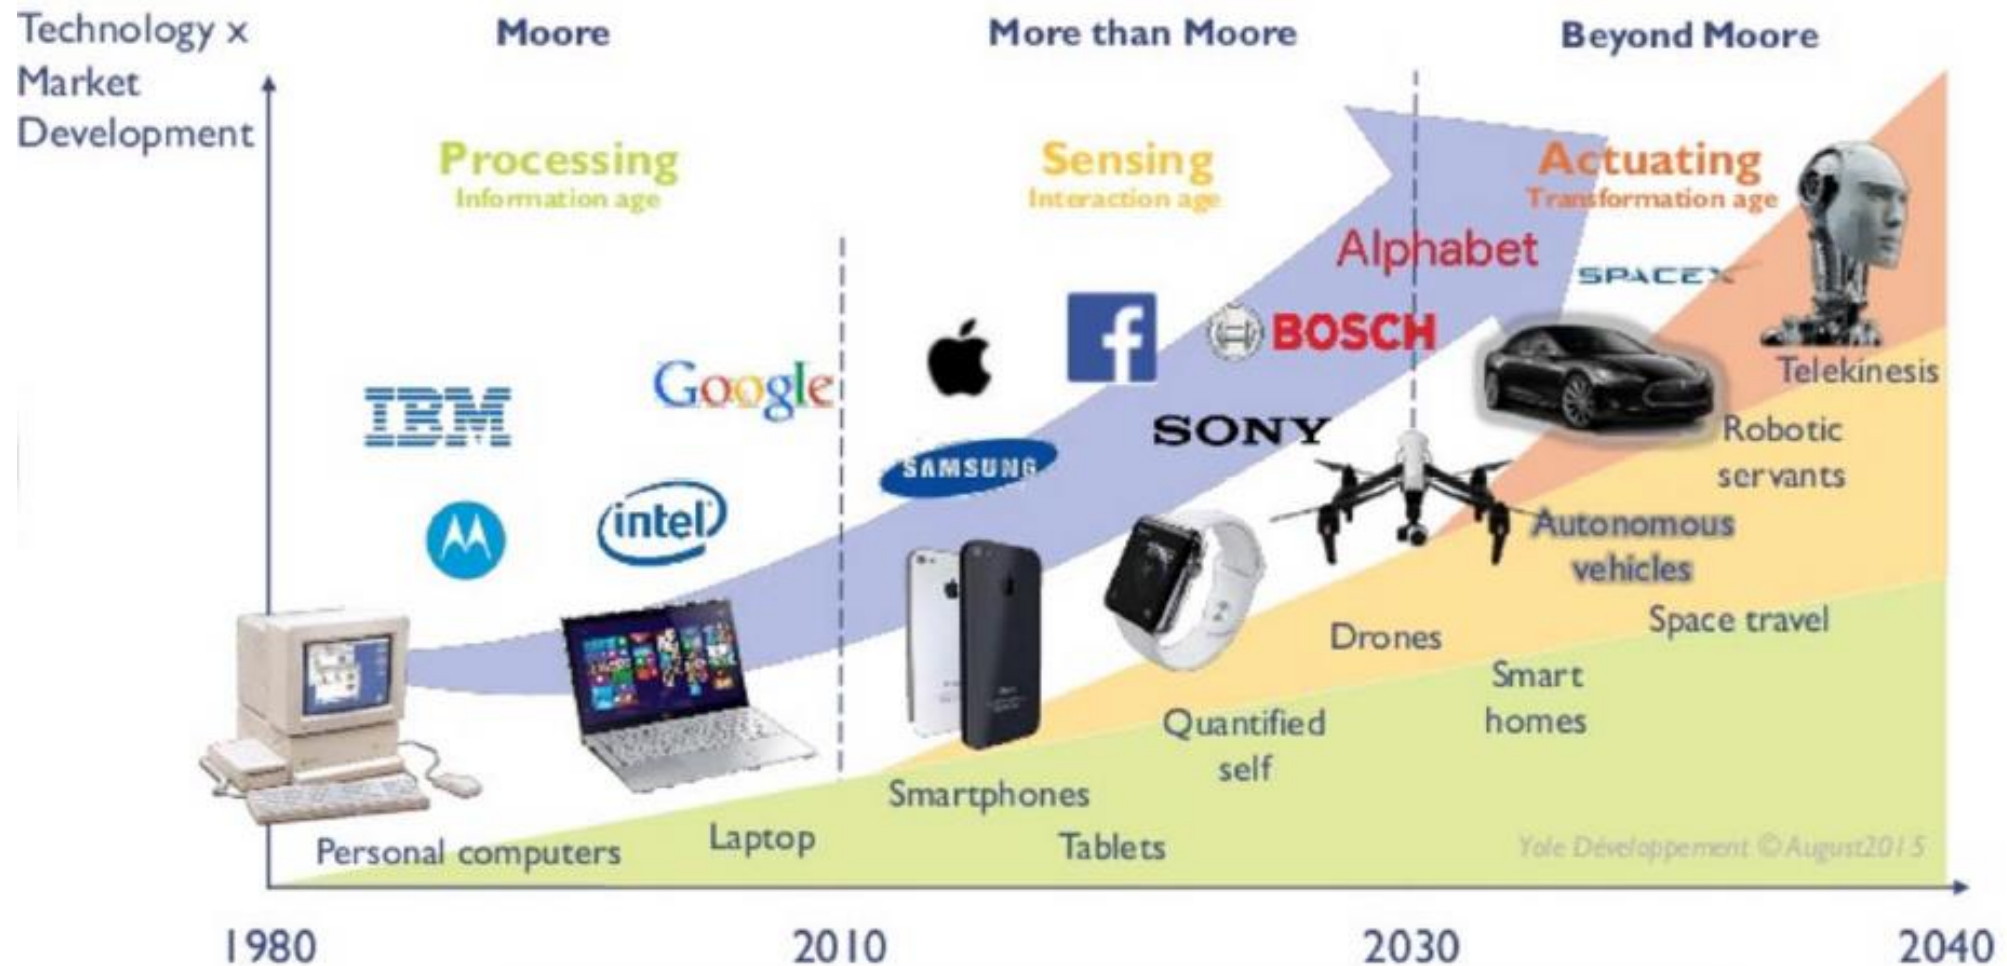 Technology x
Market
Development
Moore
More than Moore
Beyond Moore
Processing
Information age
Sensing
Interaction age
Actuating
Transformation age
Alphabet
SPACEX
BOSCH
Google
IBM
SONY
SAMSUNG
intel
Telekinesis
Robotic
servants
Autonomous
vehicles
Space travel
Drones
Smart
homes
Quantified
self
Smartphones
Tablets
Laptop
Personal computers
Yole Développement ©August2015
1980
2010
2030
2040